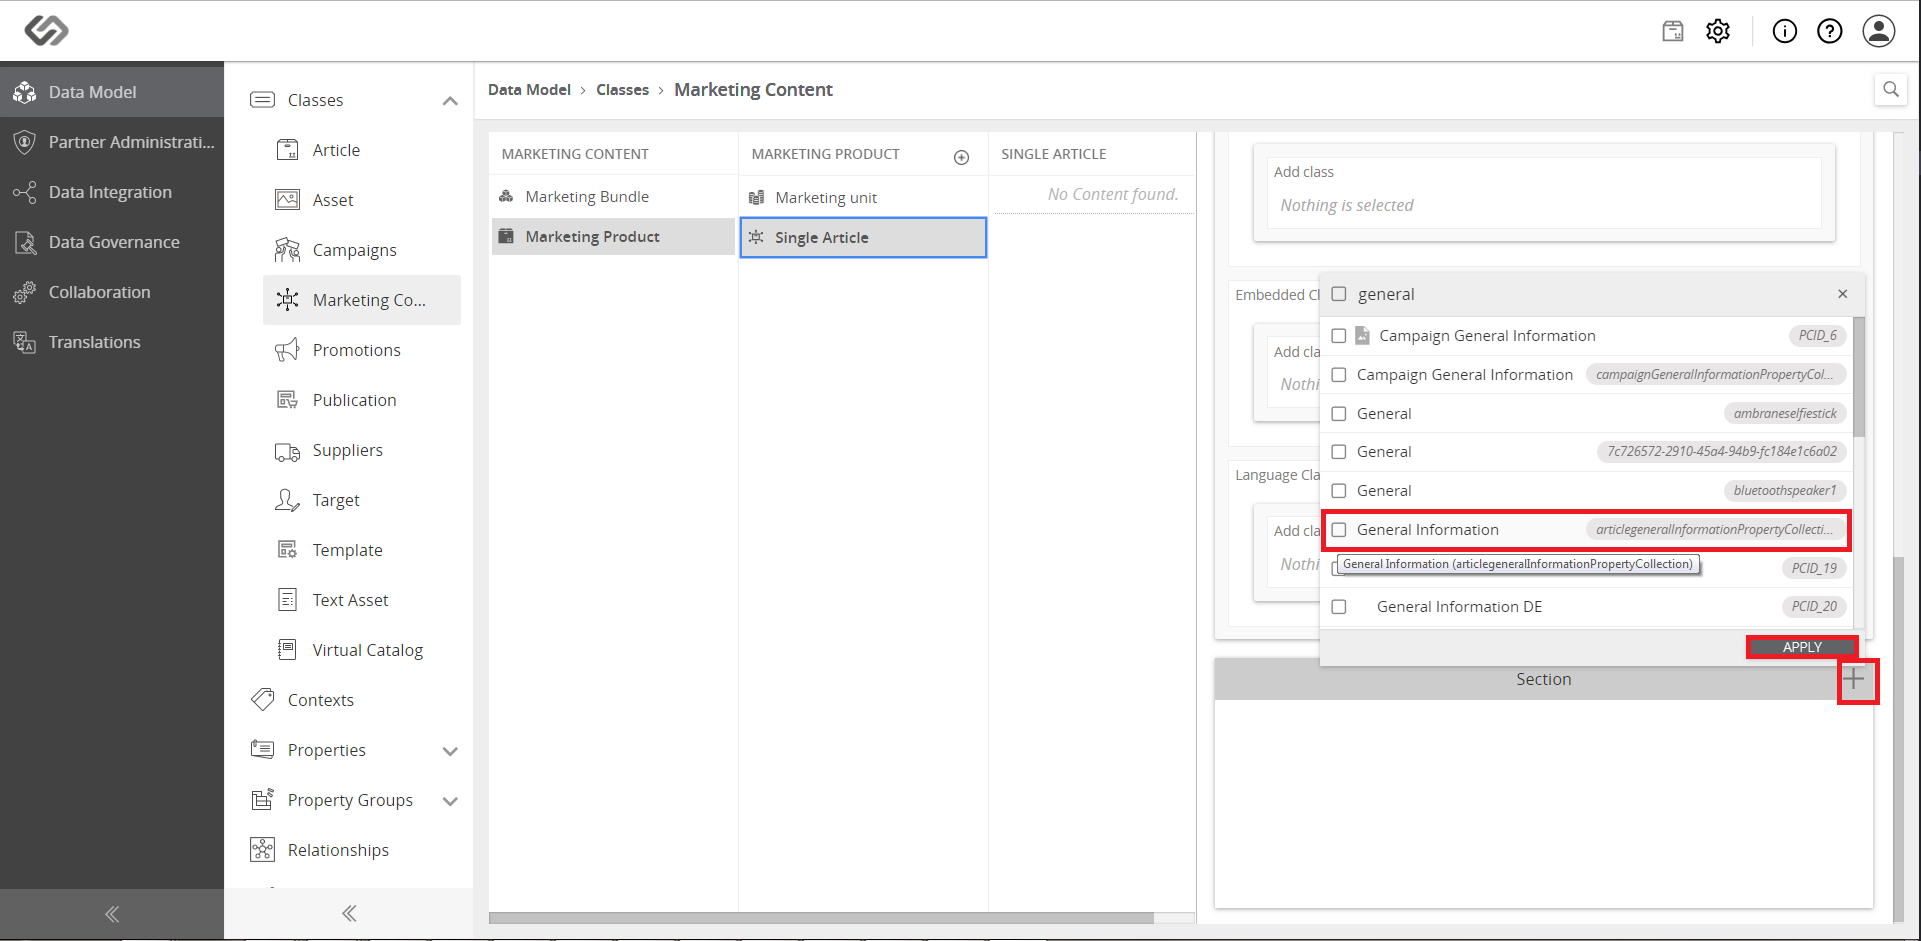 Data Model
Partner Administrati...
Data Integration
Data Governance
Collaboration
Translations
Classes
Article
Asset
Campaigns
Marketing Co...
Promotions
Publication
Suppliers
Target
Template
Text Asset
Virtual Catalog
Contexts
Properties
Property Groups
Relationships
Data Model > Classes > Marketing Content
MARKETING CONTENT
Marketing Bundle
Marketing Product
MARKETING PRODUCT
Marketing unit
Single Article
SINGLE ARTICLE
No Content found.
Add class
Nothing is selected
Embedded Cl
Add cla
Nothi
Language Cla
Add cla
Nothi
general
Campaign General Information PCID_6
Campaign General Information campaignGeneralInformationPropertyCol...
General ambraneselfiestick
General 7c726572-2910-45a4-94b9-fc184e1c6a02
General bluetoothspeaker1
General Information articlegeneralInformationPropertyCollecti...
General Information (articlegeneralInformationPropertyCollection)
PCID_19
General Information DE PCID_20
APPLY
Section